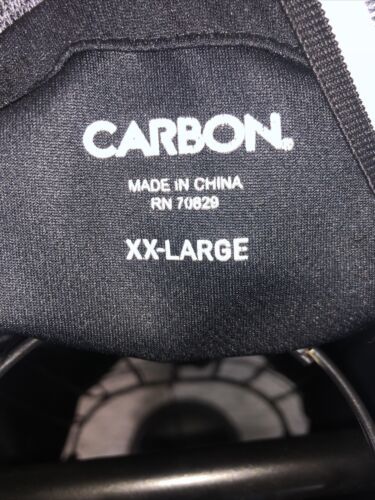 CARBON®
MADE IN CHINA
RN 70829
XX-LARGE